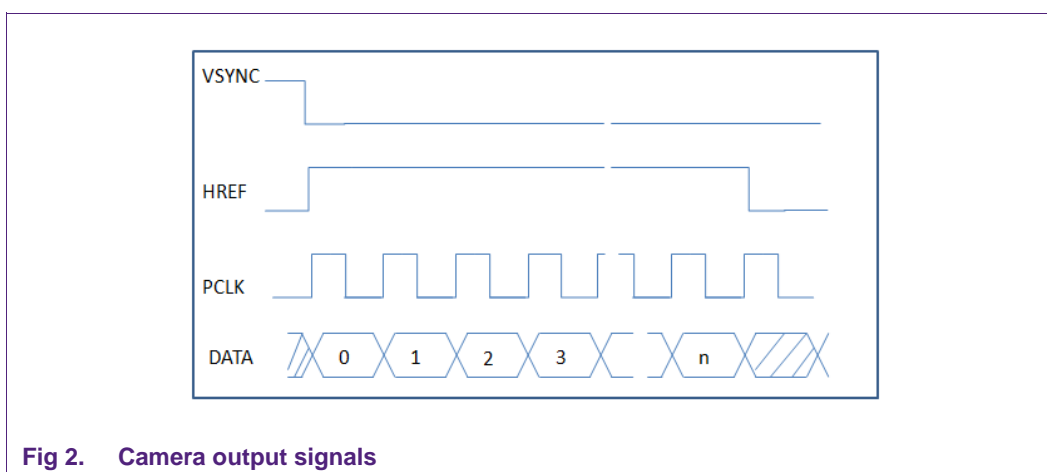 VSYNC
HREF
PCLK
DATA 0 1 2 3 n
Fig 2. Camera output signals